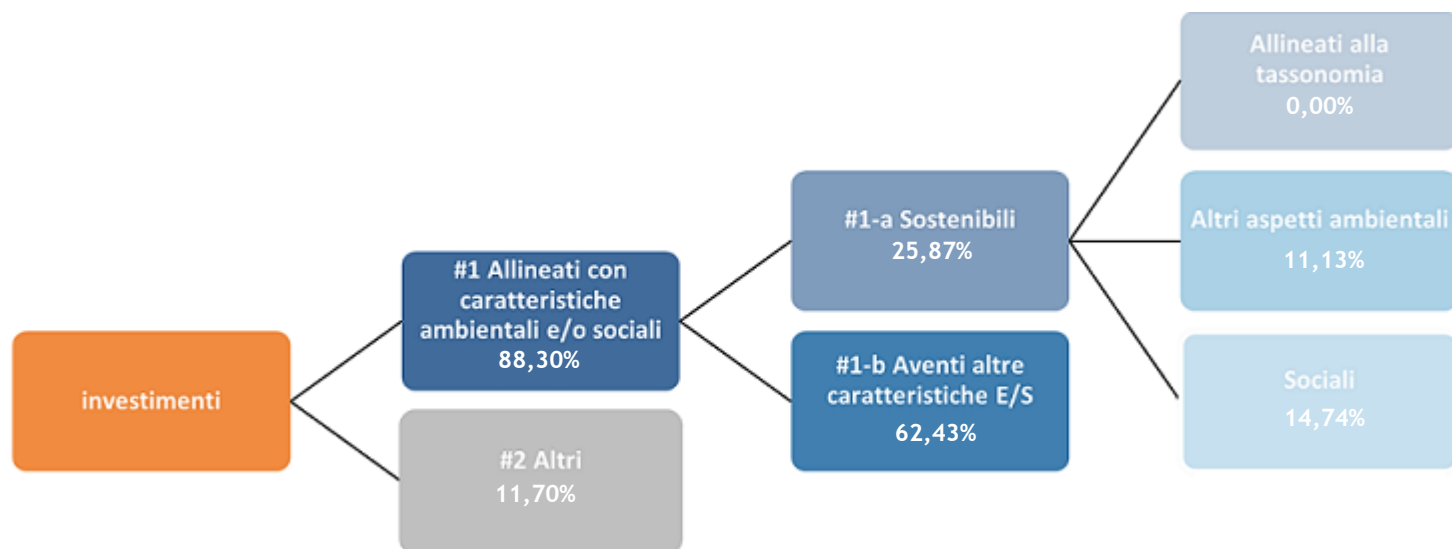 investimenti
#1 Allineati con
caratteristiche
ambientali e/o sociali
88,30%
#2 Altri
11,70%
#1-a Sostenibili
25,87%
#1-b Aventi altre
caratteristiche E/S
62,43%
Allineati alla
tassonomia
0,00%
Altri aspetti ambientali
11,13%
Sociali
14,74%